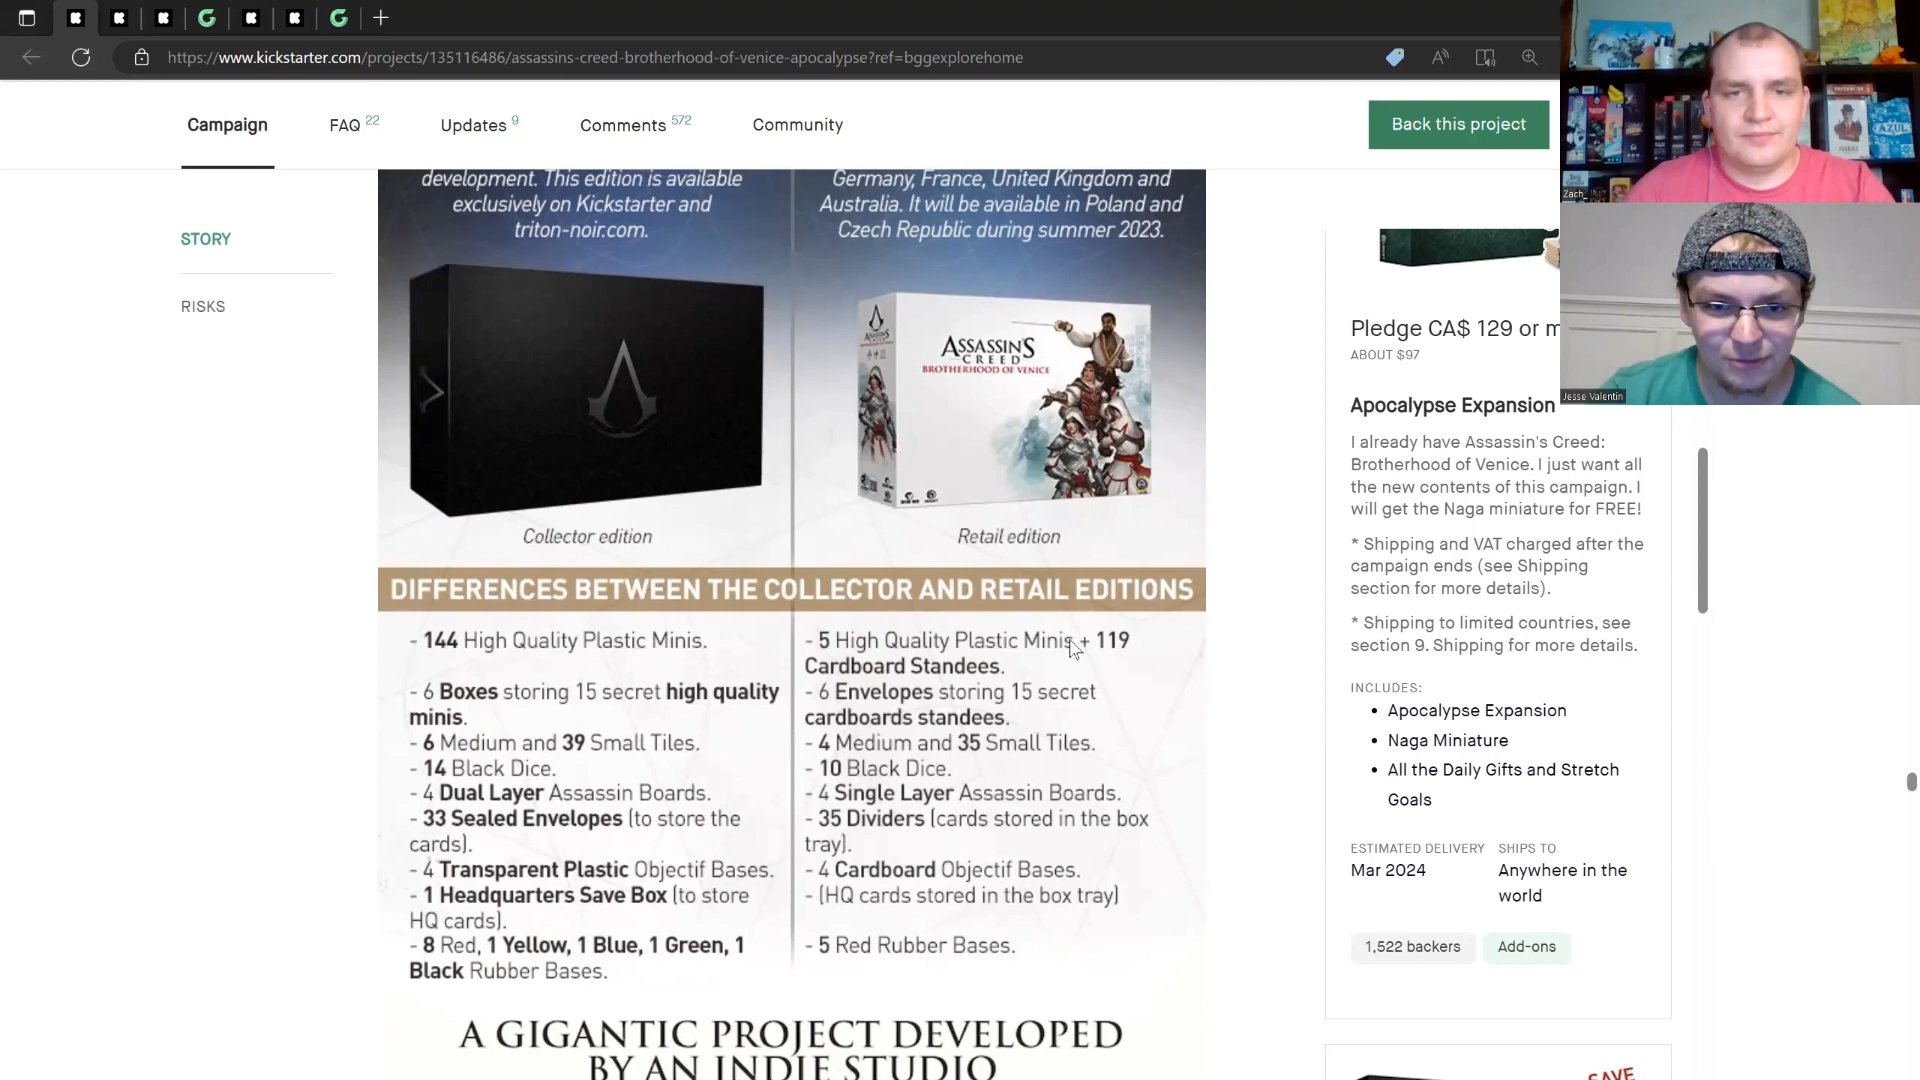 https://www.kickstarter.com/projects/135116486/assassins-creed-brotherhood-of-venice-apocalypse?ref=bggexplorehome
Campaign
FAQ 22
Updates 9
Comments 572
Community
Back this project
STORY
RISKS
development. This edition is available
exclusively on Kickstarter and
triton-noir.com.
Germany, France, United Kingdom and
Australia. It will be available in Poland and
Czech Republic during summer 2023.
ASSASSIN'S
CREED
BROTHERHOOD OF VENICE
Collector edition
Retail edition
DIFFERENCES BETWEEN THE COLLECTOR AND RETAIL EDITIONS
- 144 High Quality Plastic Minis.
- 6 Boxes storing 15 secret high quality
minis.
- 6 Medium and 39 Small Tiles.
- 14 Black Dice.
- 4 Dual Layer Assassin Boards.
- 33 Sealed Envelopes (to store the
cards).
- 4 Transparent Plastic Objectif Bases.
- 1 Headquarters Save Box (to store
HQ cards).
- 8 Red, 1 Yellow, 1 Blue, 1 Green, 1
Black Rubber Bases.
- 5 High Quality Plastic Minis + 119
Cardboard Standees.
- 6 Envelopes storing 15 secret
cardboards standees.
- 4 Medium and 35 Small Tiles.
- 10 Black Dice.
- 4 Single Layer Assassin Boards.
- 35 Dividers (cards stored in the box
tray).
- 4 Cardboard Objectif Bases.
- (HQ cards stored in the box tray)
- 5 Red Rubber Bases.
A GIGANTIC PROJECT DEVELOPED
BY AN INDIE STUDIO
Pledge CA$ 129 or
ABOUT $97
Apocalypse Expansion
I already have Assassin's Creed:
Brotherhood of Venice. I just want all
the new contents of this campaign. I
will get the Naga miniature for FREE!
* Shipping and VAT charged after the
campaign ends (see Shipping
section for more details).
* Shipping to limited countries, see
section 9. Shipping for more details.
INCLUDES:
• Apocalypse Expansion
• Naga Miniature
• All the Daily Gifts and Stretch
Goals
ESTIMATED DELIVERY
Mar 2024
SHIPS TO
Anywhere in the
world
1,522 backers
Add-ons
SAVE
Zach_
AZUL
Jesse Valentin